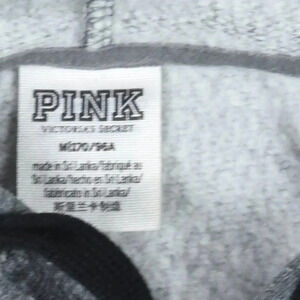 PINK
VICTORIA'S SECRET
M/170/96A
made in Sri Lanka/fabriqué au
Sri Lanka/hecho en Sri Lanka/
fabricado in Sri Lanka/
斯里兰卡制造